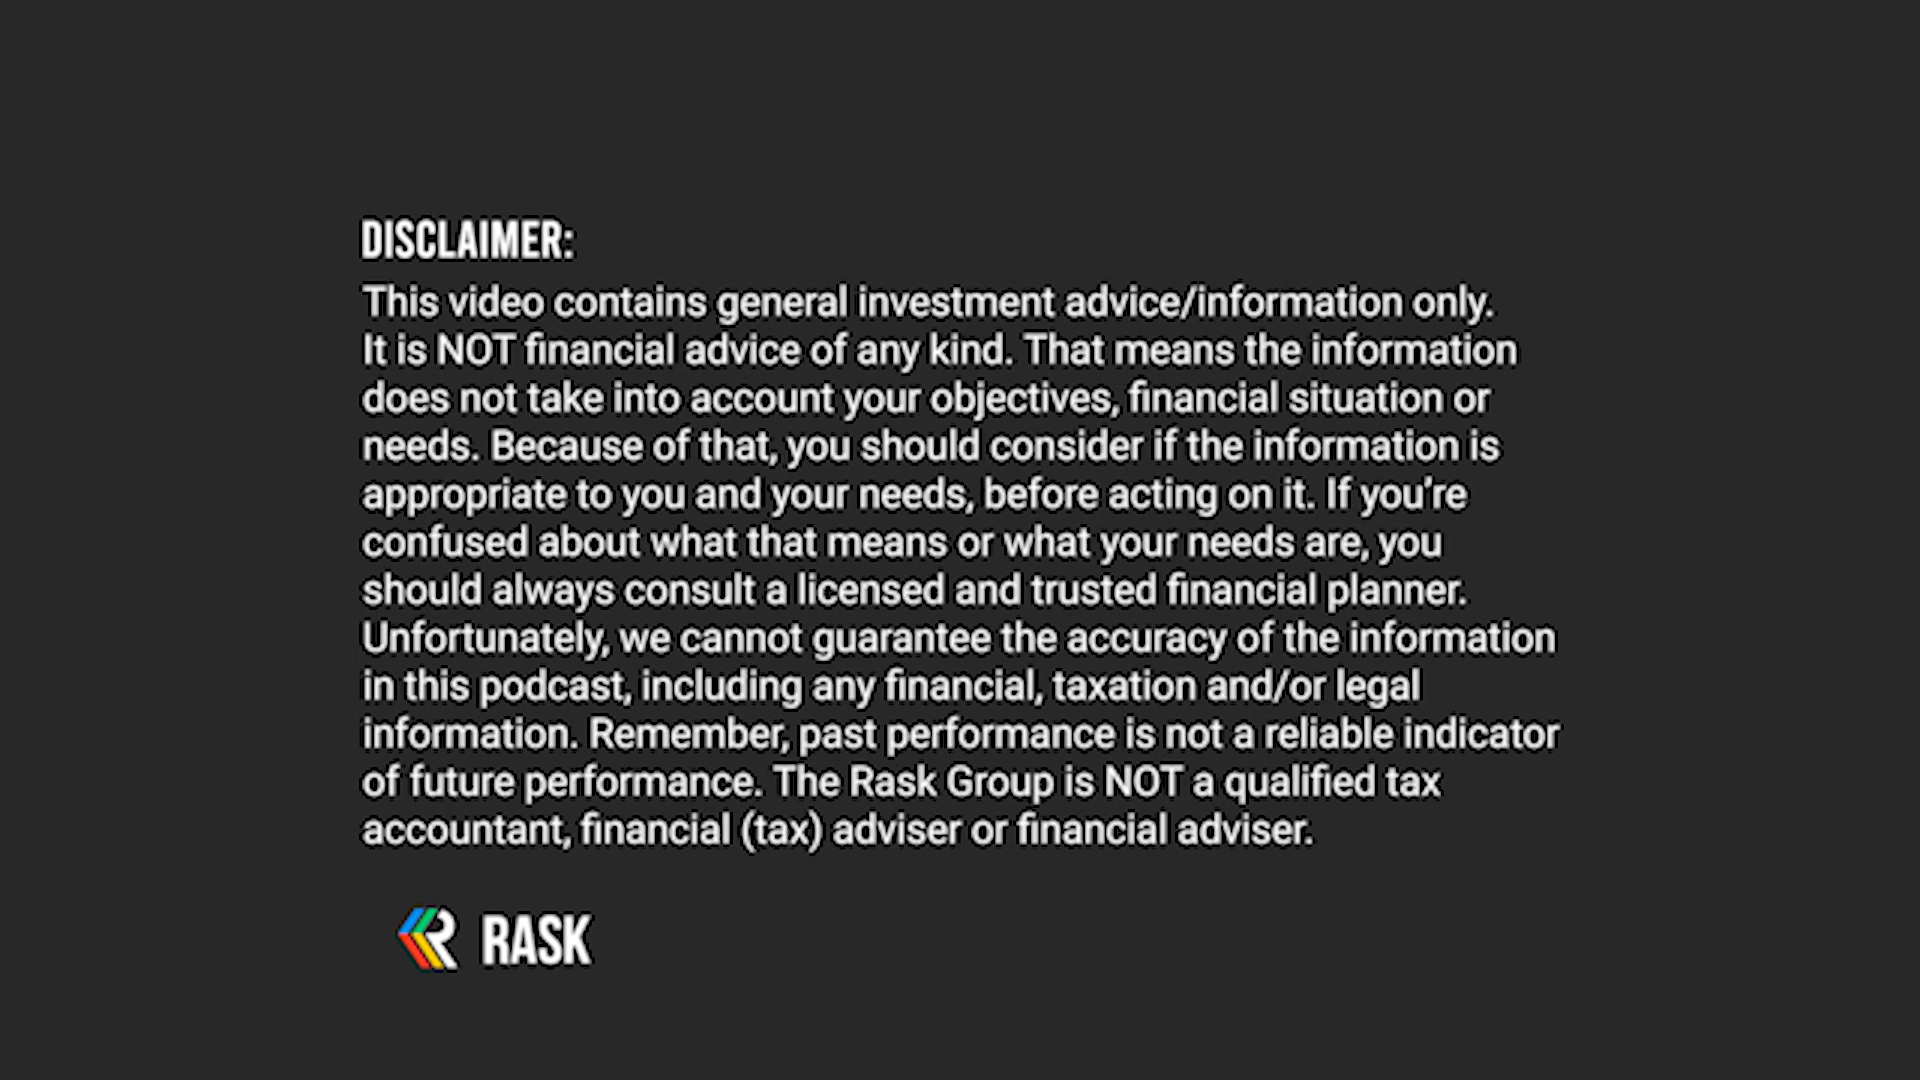 DISCLAIMER:
This video contains general investment advice/information only.
It is NOT financial advice of any kind. That means the information
does not take into account your objectives, financial situation or
needs. Because of that, you should consider if the information is
appropriate to you and your needs, before acting on it. If you’re
confused about what that means or what your needs are, you
should always consult a licensed and trusted financial planner.
Unfortunately, we cannot guarantee the accuracy of the information
in this podcast, including any financial, taxation and/or legal
information. Remember, past performance is not a reliable indicator
of future performance. The Rask Group is NOT a qualified tax
accountant, financial (tax) adviser or financial adviser.
RASK